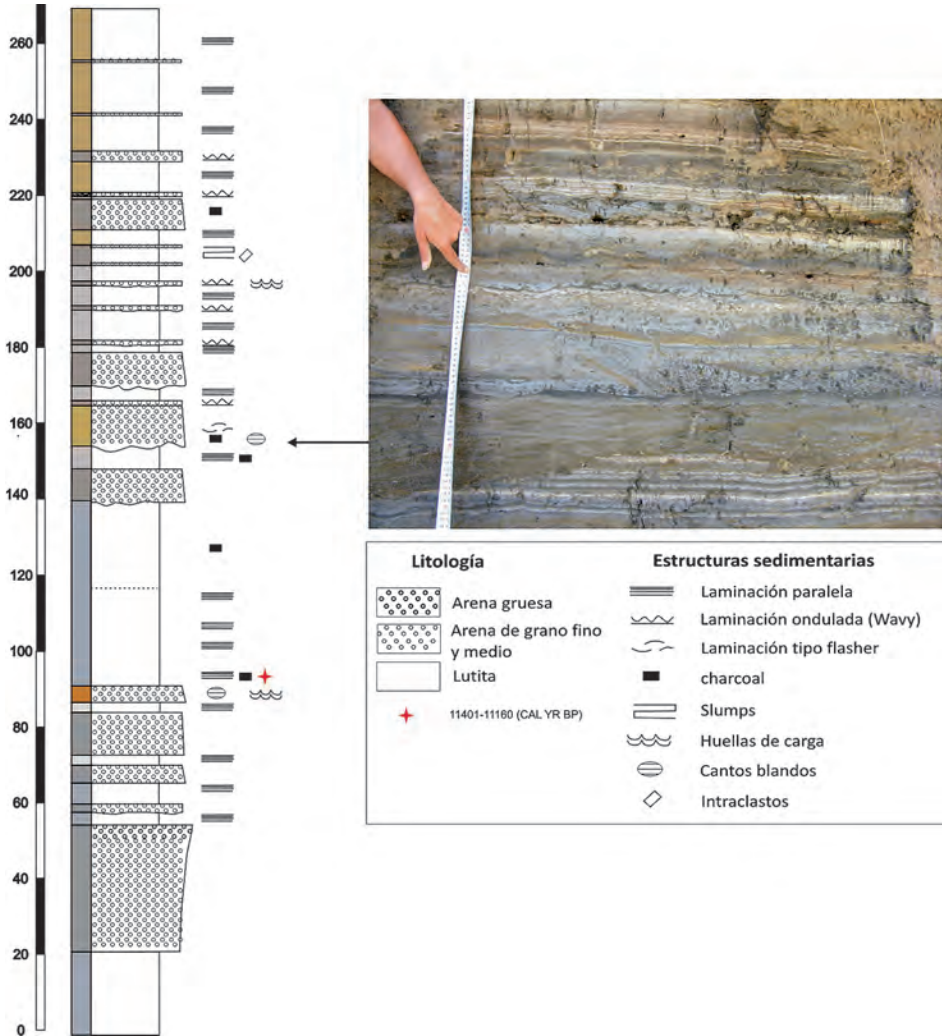 260
240
220
200
180
160
140
120
100
80
60
40
20
0
Litología
Arena gruesa
Arena de grano fino
y medio
Lutita
11401-11160 (CAL YR BP)
Estructuras sedimentarias
Laminación paralela
Laminación ondulada (Wavy)
Laminación tipo flasher
charcoal
Slumps
Huellas de carga
Cantos blandos
Intraclastos